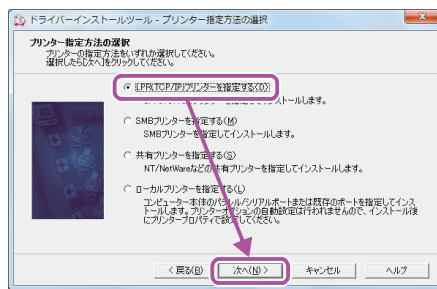 ドライバーインストールツール - プリンター指定方法の選択
プリンター指定方法の選択
プリンターの指定方法をいずれか選択してください。
選択したら[次へ]をクリックしてください。
LPR(TCP/IP)プリンターを指定する(D)
トールします。
SMBプリンターを指定する(M)
SMBプリンターを指定してインストールします。
共有プリンターを指定する(S)
NT/NetWareなどの共有プリンターを指定してインストールします。
ローカルプリンターを指定する(L)
コンピューター本体のパラレル/シリアルポートまたは既存のポートを指定してインス
トールします。プリンターオプションの自動設定は行われませんので、インストール後
にプリンタープロパティで設定してください。
< 戻る(B) 次へ(N) > キャンセル ヘルプ